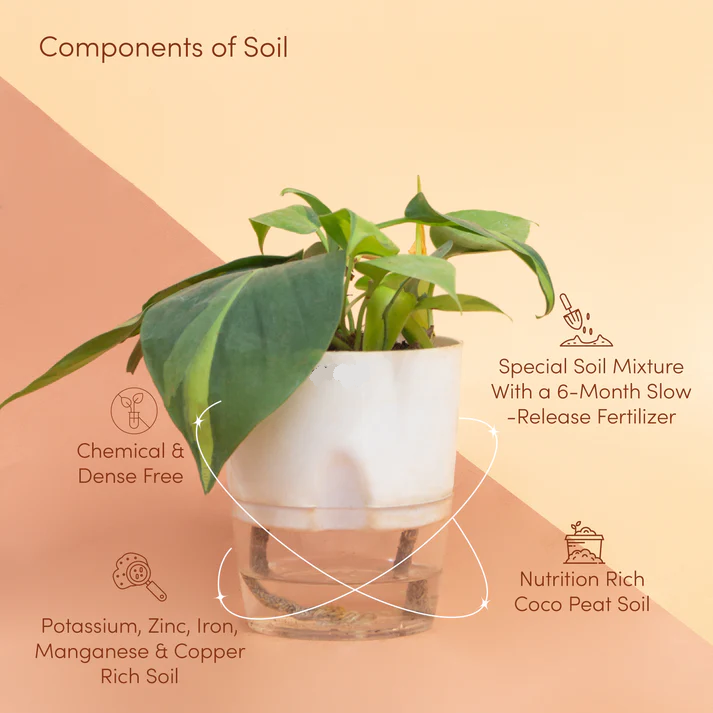 Components of Soil
Special Soil Mixture
With a 6-Month Slow
-Release Fertilizer
Chemical &
Dense Free
Nutrition Rich
Coco Peat Soil
Potassium, Zinc, Iron,
Manganese & Copper
Rich Soil